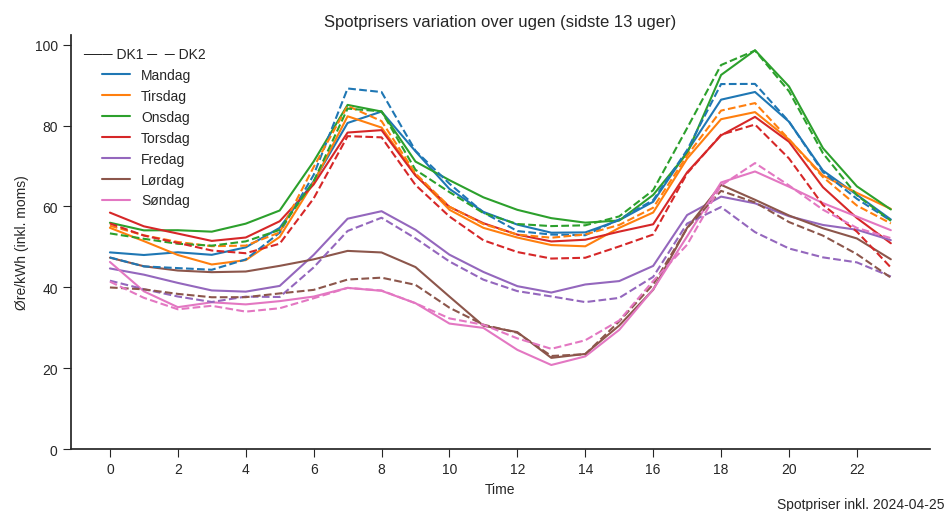 Spotprisers variation over ugen (sidste 13 uger)
DK1 DK2
Mandag
Tirsdag
Onsdag
Torsdag
Fredag
Lørdag
Søndag
Øre/kWh (inkl. moms)
100
80
60
40
20
0
0 2 4 6 8 10 12 14 16 18 20 22
Time
Spotpriser inkl. 2024-04-25